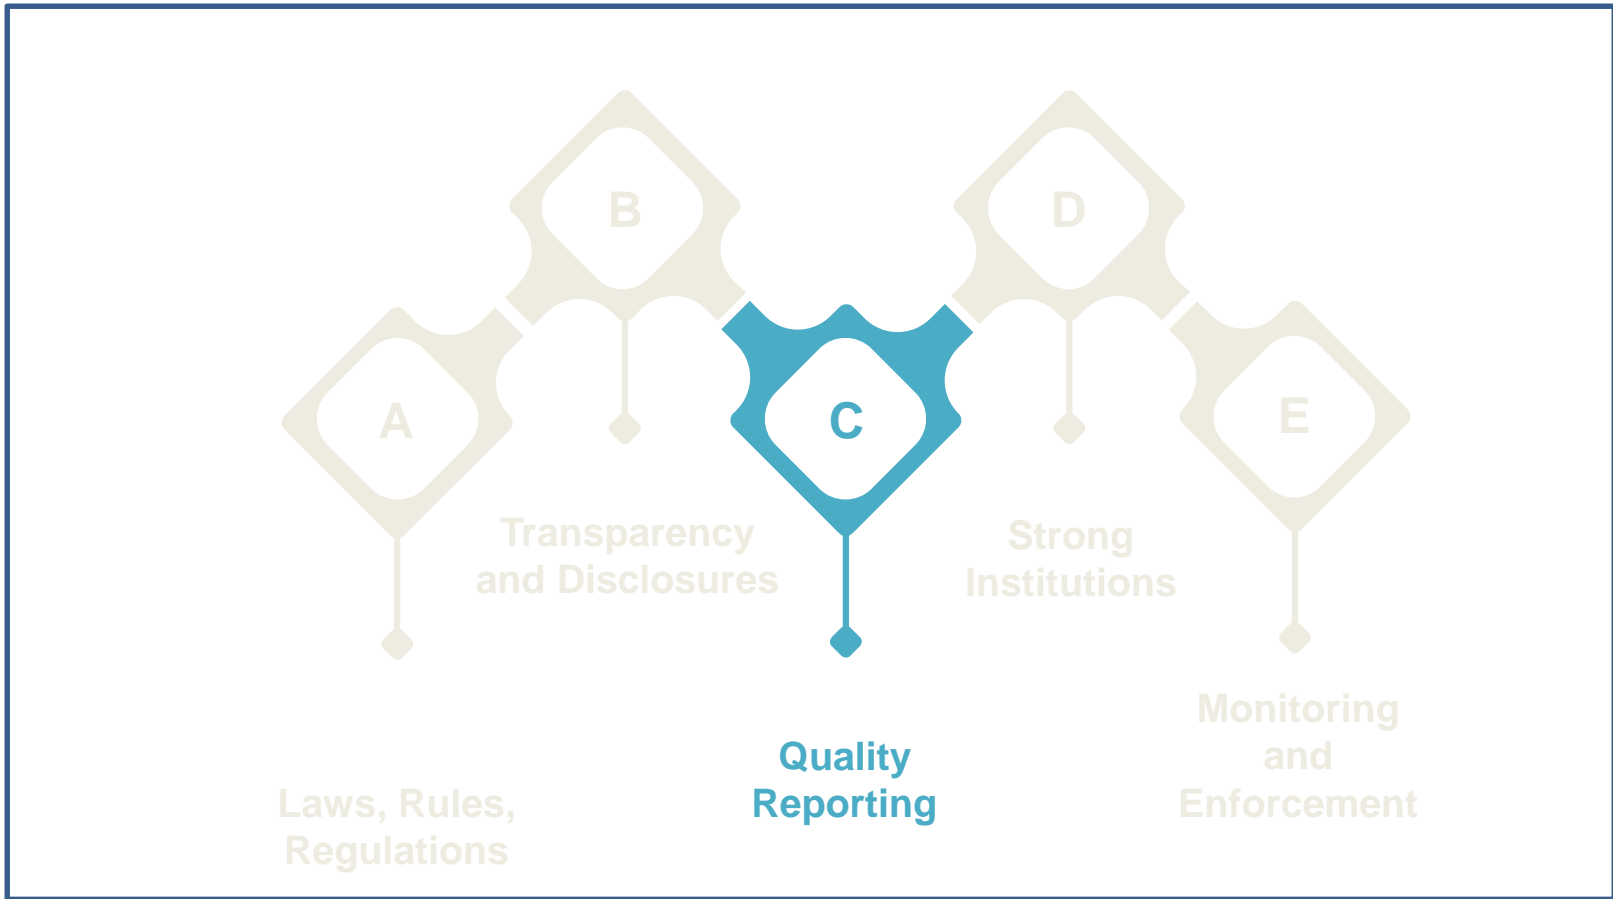 A
Laws, Rules,
Regulations
B
Transparency
and Disclosures
C
Quality
Reporting
D
Strong
Institutions
E
Monitoring
and
Enforcement